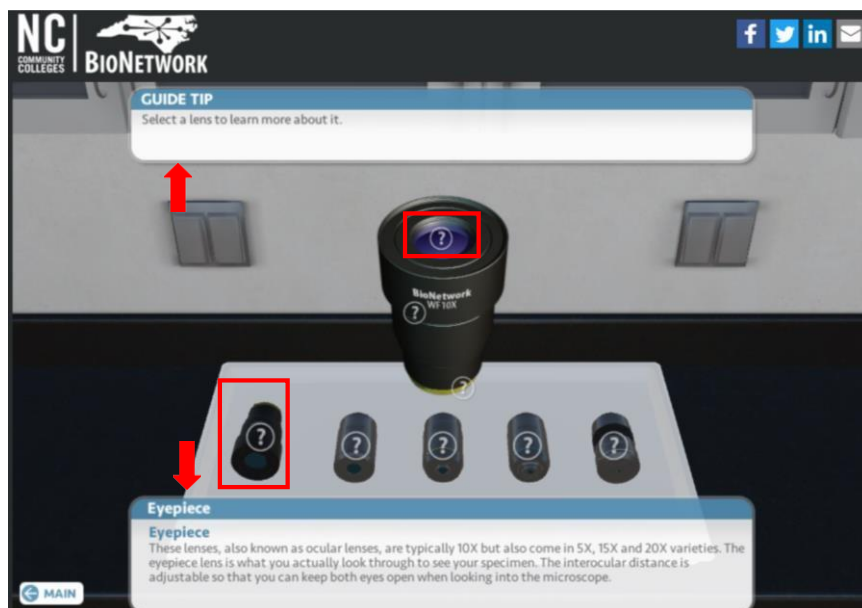 NC
COMMUNITY
COLLEGES
BIONETWORK
GUIDE TIP
Select a lens to learn more about it.
?
BioNetwork
WF 10X
?
?
?
?
?
?
?
Eyepiece
Eyepiece
These lenses, also known as ocular lenses, are typically 10X but also come in 5X, 15X and 20X varieties. The
eyepiece lens is what you actually look through to see your specimen. The interocular distance is
adjustable so that you can keep both eyes open when looking into the microscope.
MAIN